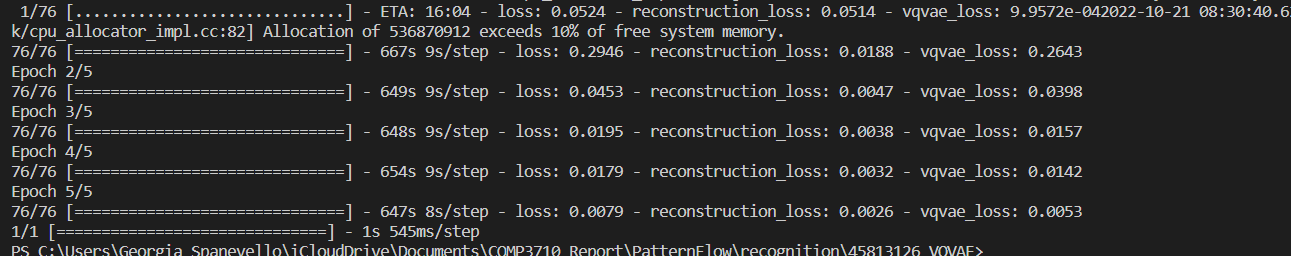 1/76 [..............................] - ETA: 16:04 - loss: 0.0524 - reconstruction_loss: 0.0514 - vqvae_loss: 9.9572e-042022-10-21 08:30:40.62
k/cpu_allocator_impl.cc:82] Allocation of 536870912 exceeds 10% of free system memory.
76/76 [==============================] - 667s 9s/step - loss: 0.2946 - reconstruction_loss: 0.0188 - vqvae_loss: 0.2643
Epoch 2/5
76/76 [==============================] - 649s 9s/step - loss: 0.0453 - reconstruction_loss: 0.0047 - vqvae_loss: 0.0398
Epoch 3/5
76/76 [==============================] - 648s 9s/step - loss: 0.0195 - reconstruction_loss: 0.0038 - vqvae_loss: 0.0157
Epoch 4/5
76/76 [==============================] - 654s 9s/step - loss: 0.0179 - reconstruction_loss: 0.0032 - vqvae_loss: 0.0142
Epoch 5/5
76/76 [==============================] - 647s 8s/step - loss: 0.0079 - reconstruction_loss: 0.0026 - vqvae_loss: 0.0053
1/1 [==============================] - 1s 545ms/step
PS C:\Users\Georgia Spanevello\iCloudDrive\Documents\COMP3710 Report\PatternFlow\recognition\45813126_VQVAE>